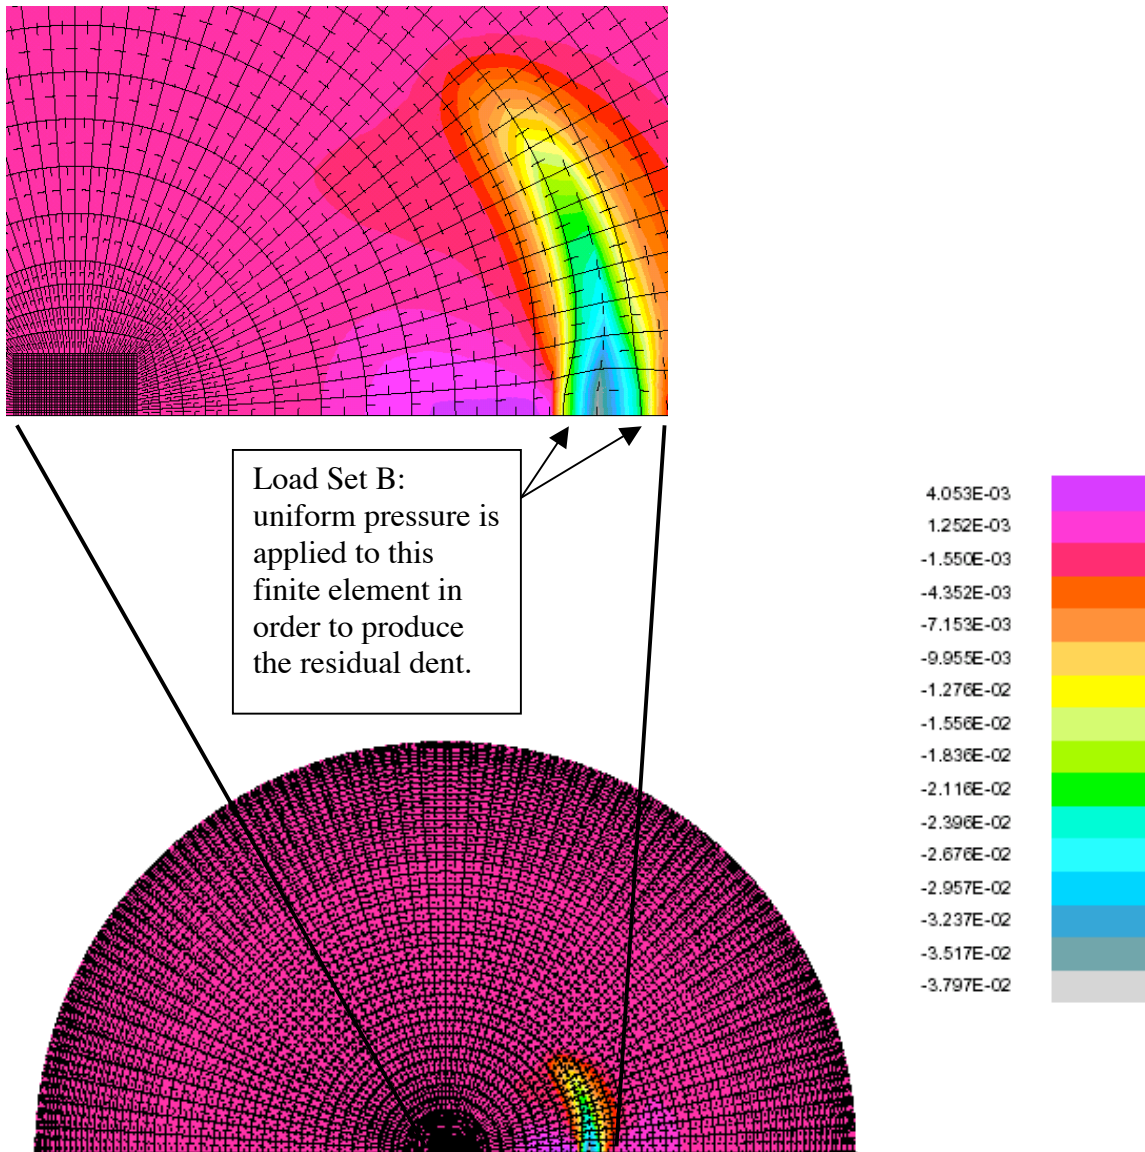 Load Set B:
uniform pressure is
applied to this
finite element in
order to produce
the residual dent.
4.053E-03
1.252E-03
-1.550E-03
-4.352E-03
-7.153E-03
-9.955E-03
-1.276E-02
-1.556E-02
-1.836E-02
-2.116E-02
-2.396E-02
-2.676E-02
-2.957E-02
-3.237E-02
-3.517E-02
-3.797E-02